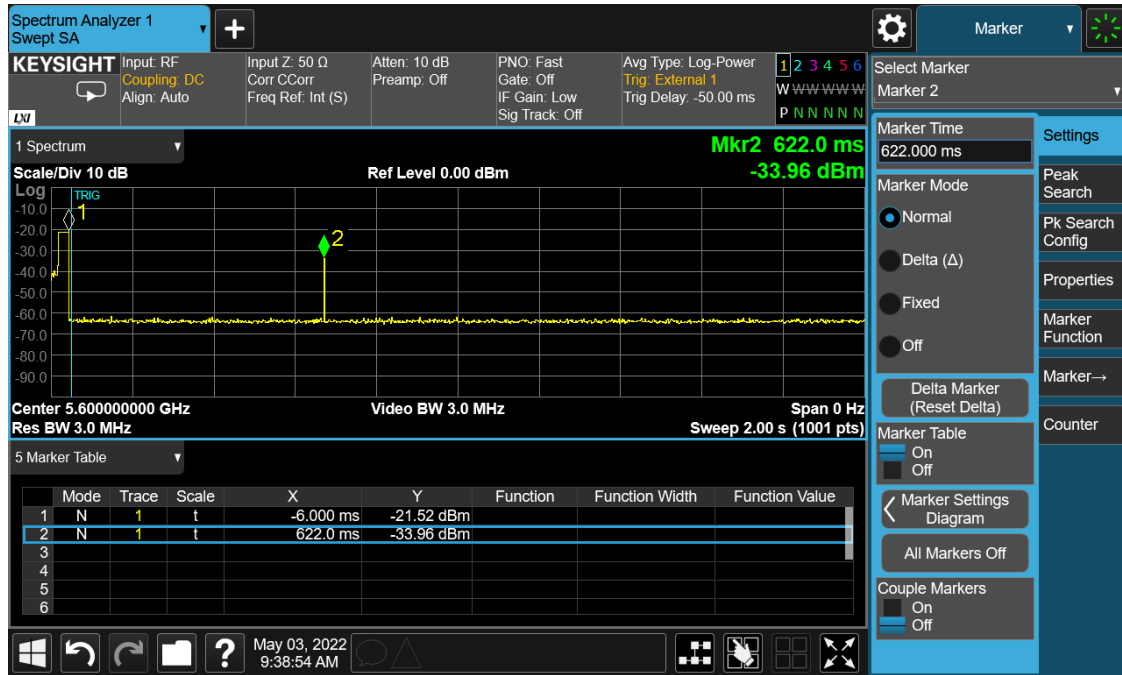 Spectrum Analyzer 1
Swept SA
Marker
KEYSIGHT
LXI
Input: RF
Coupling: DC
Align: Auto
Input Z: 50 Ω
Corr CCorr
Freq Ref: Int (S)
Atten: 10 dB
Preamp: Off
PNO: Fast
Gate: Off
IF Gain: Low
Sig Track: Off
Avg Type: Log-Power
Trig: External 1
Trig Delay: -50.00 ms
1 2 3 4 5 6
W W W W W W
P N N N N N
Select Marker
Marker 2
1 Spectrum
Mkr2 622.0 ms
Scale/Div 10 dB
Ref Level 0.00 dBm
-33.96 dBm
Log
TRIG
-10.0
-20.0
-30.0
-40.0
-50.0
-60.0
-70.0
-80.0
-90.0
1
2
Center 5.600000000 GHz
Video BW 3.0 MHz
Span 0 Hz
Res BW 3.0 MHz
Sweep 2.00 s (1001 pts)
5 Marker Table
Mode Trace Scale X Y Function Function Width Function Value
1 N 1 t -6.000 ms -21.52 dBm
2 N 1 t 622.0 ms -33.96 dBm
3
4
5
6
Marker Time
622.000 ms
Marker Mode
Normal
Delta (Δ)
Fixed
Off
Delta Marker
(Reset Delta)
Marker Table
On
Off
Marker Settings
Diagram
All Markers Off
Couple Markers
On
Off
Settings
Peak
Search
Pk Search
Config
Properties
Marker
Function
Marker→
Counter
?
May 03, 2022
9:38:54 AM